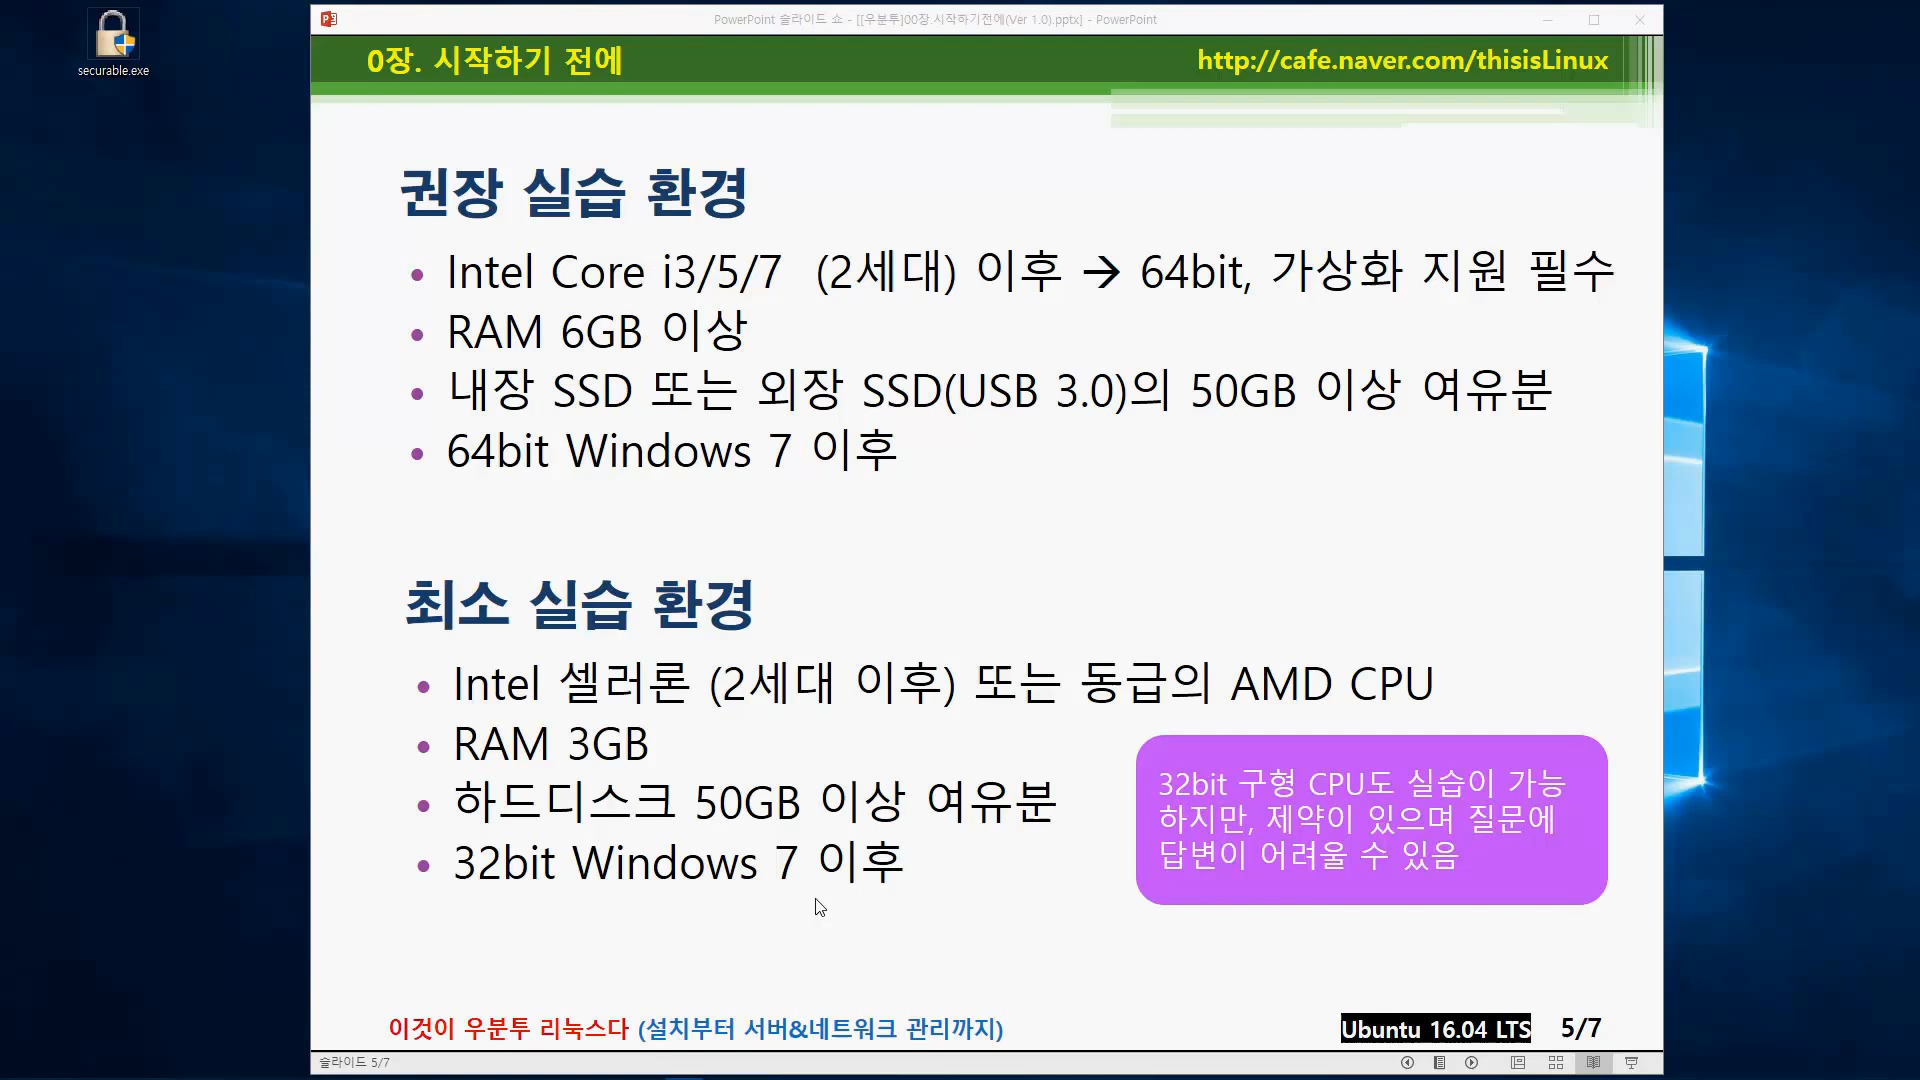 securable.exe
PowerPoint 슬라이드 쇼 - [[우분투]00장.시작하기전에(Ver 1.0).pptx] - PowerPoint
0장. 시작하기 전에
http://cafe.naver.com/thisisLinux
권장 실습 환경
• Intel Core i3/5/7 (2세대) 이후 → 64bit, 가상화 지원 필수
• RAM 6GB 이상
• 내장 SSD 또는 외장 SSD(USB 3.0)의 50GB 이상 여유분
• 64bit Windows 7 이후
최소 실습 환경
• Intel 셀러론 (2세대 이후) 또는 동급의 AMD CPU
• RAM 3GB
• 하드디스크 50GB 이상 여유분
• 32bit Windows 7 이후
32bit 구형 CPU도 실습이 가능
하지만, 제약이 있으며 질문에
답변이 어려울 수 있음
이것이 우분투 리눅스다 (설치부터 서버&네트워크 관리까지)
Ubuntu 16.04 LTS
5/7
슬라이드 5/7